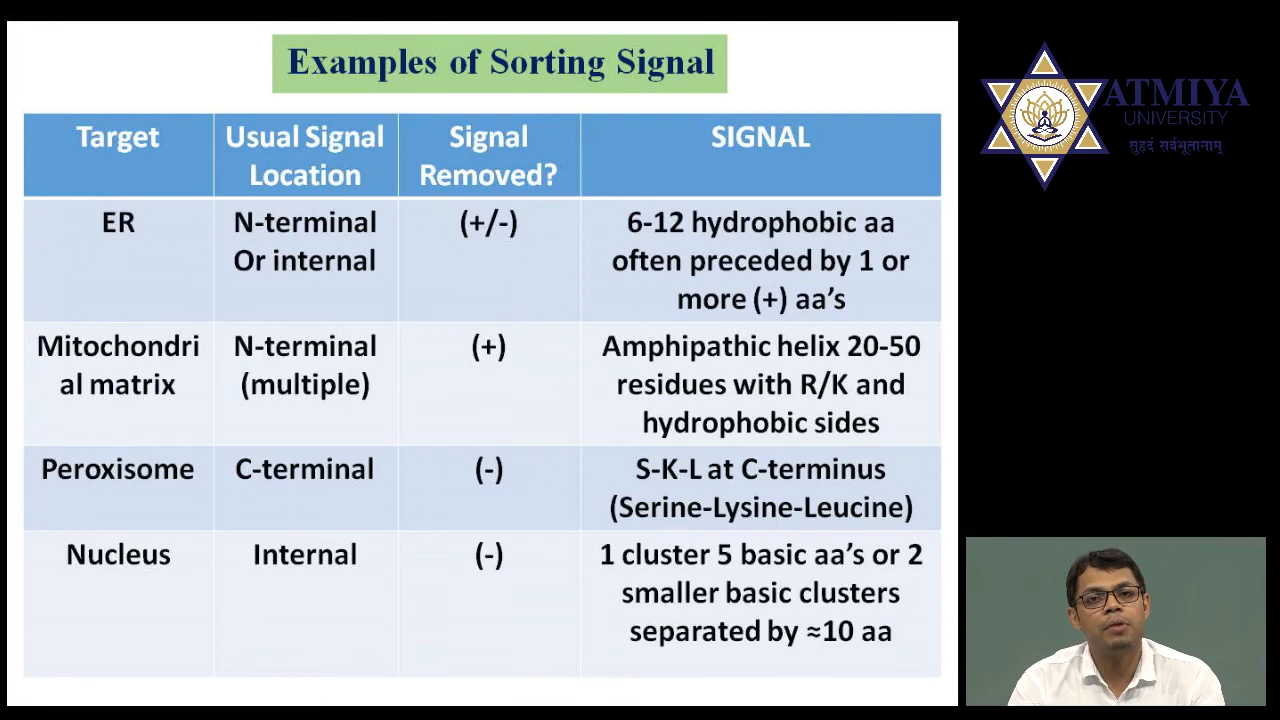 Examples of Sorting Signal
ATMIYA
UNIVERSITY
सुहृदं सर्वभूतानाम्
Target
Usual Signal
Location
Signal
Removed?
SIGNAL
ER
N-terminal
Or internal
(+/-)
6-12 hydrophobic aa
often preceded by 1 or
more (+) aa's
Mitochondri
al matrix
N-terminal
(multiple)
(+)
Amphipathic helix 20-50
residues with R/K and
hydrophobic sides
Peroxisome
C-terminal
(-)
S-K-L at C-terminus
(Serine-Lysine-Leucine)
Nucleus
Internal
(-)
1 cluster 5 basic aa's or 2
smaller basic clusters
separated by ≈10 aa